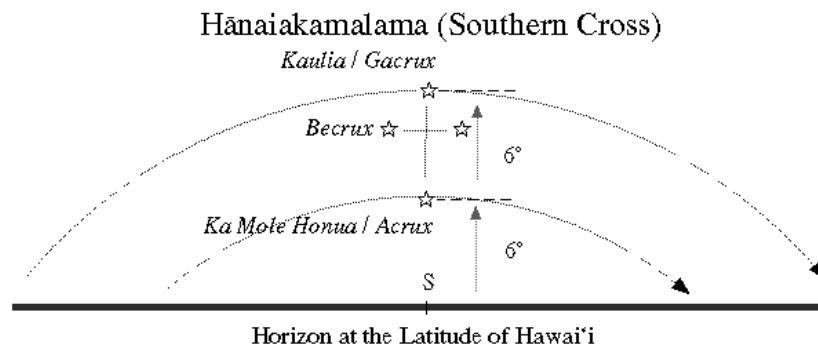 Hānaiakamalama (Southern Cross)
Kaulia / Gacrux
Becrux
6°
Ka Mole Honua / Acrux
6°
S
Horizon at the Latitude of Hawai‘i